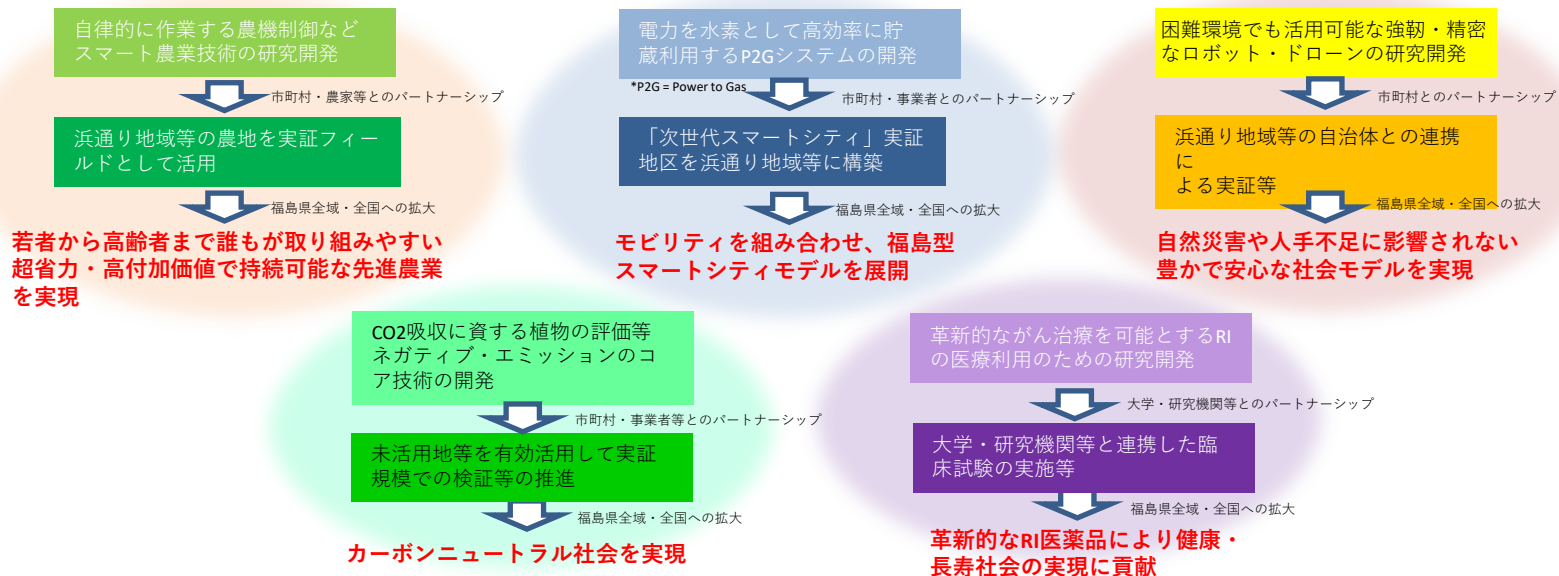 自律的に作業する農機制御など
スマート農業技術の研究開発
市町村・農家等とのパートナーシップ
浜通り地域等の農地を実証フィー
ルドとして活用
福島県全域・全国への拡大
若者から高齢者まで誰もが取り組みやすい
超省力・高付加価値で持続可能な先進農業
を実現
電力を水素として高効率に貯
蔵利用するP2Gシステムの開発
*P2G = Power to Gas
市町村・事業者とのパートナーシップ
「次世代スマートシティ」実証
地区を浜通り地域等に構築
福島県全域・全国への拡大
モビリティを組み合わせ、福島型
スマートシティモデルを展開
困難環境でも活用可能な強靭・精密
なロボット・ドローンの研究開発
市町村とのパートナーシップ
浜通り地域等の自治体との連携
に
よる実証等
福島県全域・全国への拡大
自然災害や人手不足に影響されない
豊かで安心な社会モデルを実現
CO2吸収に資する植物の評価等
ネガティブ・エミッションのコ
ア技術の開発
市町村・事業者等とのパートナーシップ
未活用地等を有効活用して実証
規模での検証等の推進
福島県全域・全国への拡大
カーボンニュートラル社会を実現
革新的ながん治療を可能とするRI
の医療利用のための研究開発
大学・研究機関等とのパートナーシップ
大学・研究機関等と連携した臨
床試験の実施等
福島県全域・全国への拡大
革新的なRI医薬品により健康・
長寿社会の実現に貢献